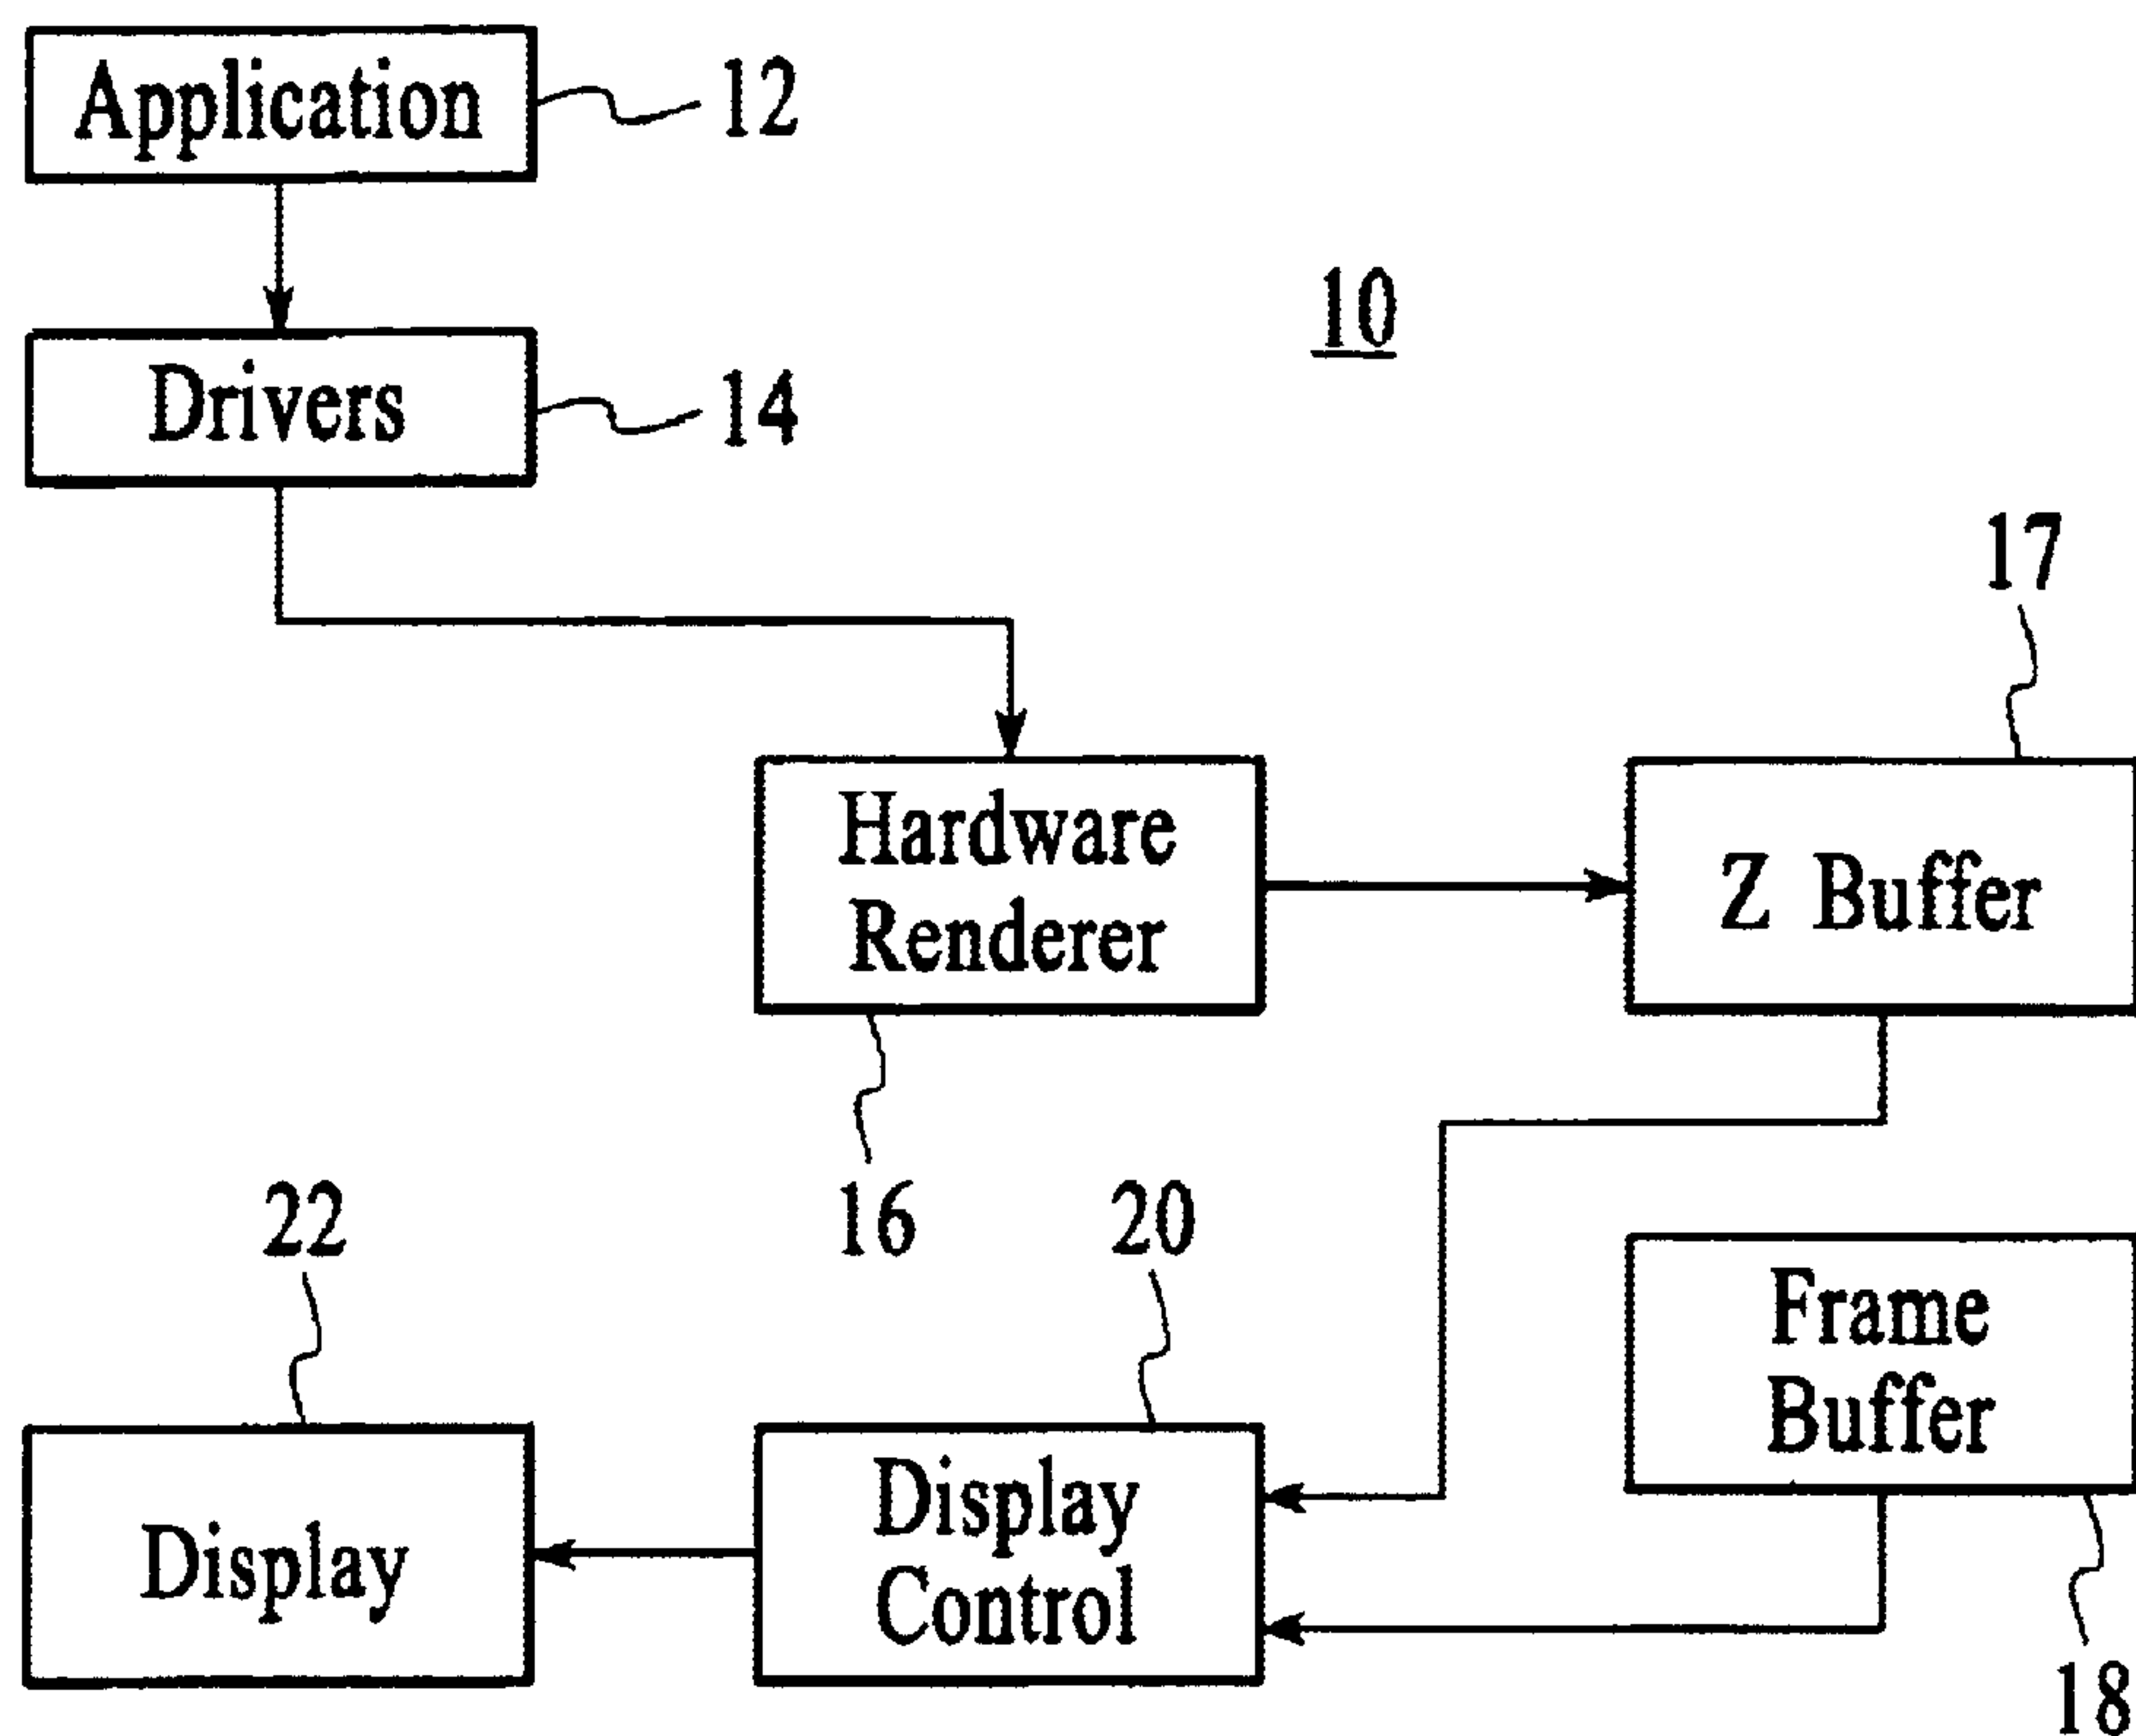 Application
12
10
Drivers
14
17
Hardware
Renderer
Z Buffer
16
20
22
Frame
Buffer
Display
Control
Display
18